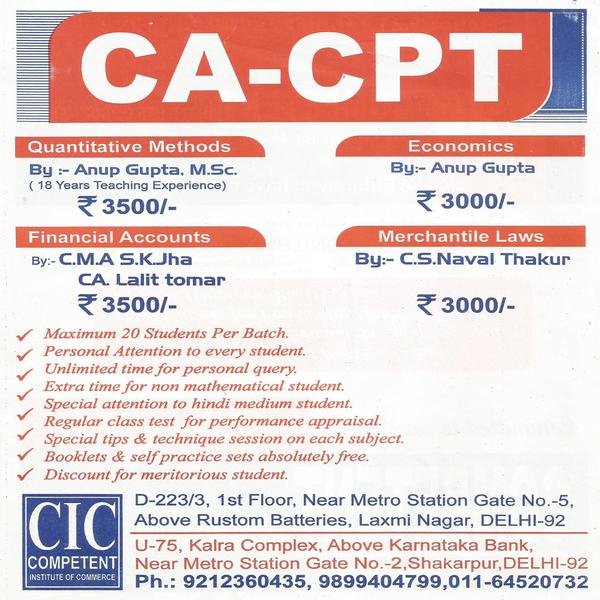 CA-CPT
Quantitative Methods
By :- Anup Gupta, M.Sc.
( 18 Years Teaching Experience)
₹ 3500/-
Economics
By:- Anup Gupta
₹ 3000/-
Financial Accounts
By:- C.M.A S.K.Jha
CA. Lalit tomar
₹ 3500/-
Merchantile Laws
By:- C.S.Naval Thakur
₹ 3000/-
✓ Maximum 20 Students Per Batch.
✓ Personal Attention to every student.
✓ Unlimited time for personal query.
✓ Extra time for non mathematical student.
✓ Special attention to hindi medium student.
✓ Regular class test for performance appraisal.
✓ Special tips & technique session on each subject.
✓ Booklets & self practice sets absolutely free.
✓ Discount for meritorious student.
CIC
COMPETENT
INSTITUTE OF COMMERCE
D-223/3, 1st Floor, Near Metro Station Gate No.-5,
Above Rustom Batteries, Laxmi Nagar, DELHI-92
U-75, Kalra Complex, Above Karnataka Bank,
Near Metro Station Gate No.-2,Shakarpur,DELHI-92
Ph.: 9212360435, 9899404799,011-64520732